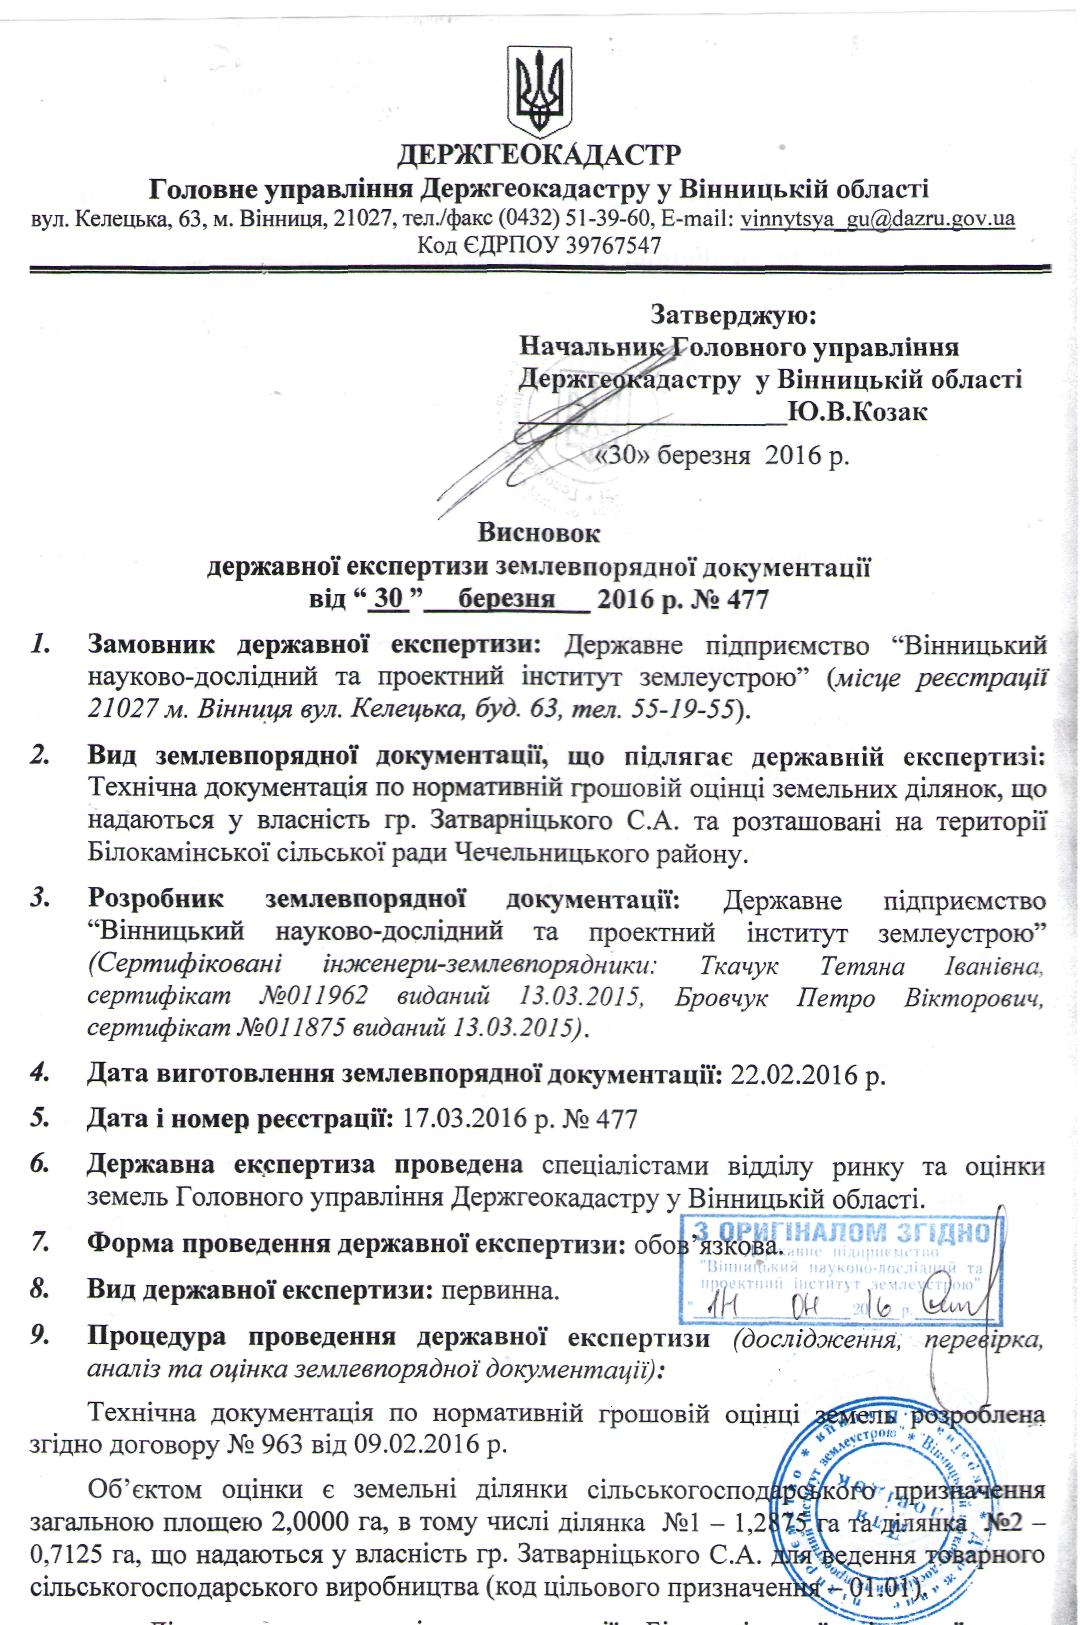 ДЕРЖГЕОКАДАСТР
Головне управління Держгеокадастру у Вінницькій області
вул. Келецька, 63, м. Вінниця, 21027, тел./факс (0432) 51-39-60, E-mail: vinnytsya_gu@dazru.gov.ua
Код ЄДРПОУ 39767547
Затверджую:
Начальник Головного управління
Держгеокадастру у Вінницькій області
____________________Ю.В.Козак
«30» березня 2016 р.
Висновок
державної експертизи землевпорядної документації
від “ 30 ” березня 2016 р. № 477
1. Замовник державної експертизи: Державне підприємство “Вінницький
науково-дослідний та проектний інститут землеустрою” (місце реєстрації
21027 м. Вінниця вул. Келецька, буд. 63, тел. 55-19-55).
2. Вид землевпорядної документації, що підлягає державній експертизі:
Технічна документація по нормативній грошовій оцінці земельних ділянок, що
надаються у власність гр. Затварніцького С.А. та розташовані на території
Білокамінської сільської ради Чечельницького району.
3. Розробник землевпорядної документації: Державне підприємство
“Вінницький науково-дослідний та проектний інститут землеустрою”
(Сертифіковані інженери-землевпорядники: Ткачук Тетяна Іванівна,
сертифікат №011962 виданий 13.03.2015, Бровчук Петро Вікторович,
сертифікат №011875 виданий 13.03.2015).
4. Дата виготовлення землевпорядної документації: 22.02.2016 р.
5. Дата і номер реєстрації: 17.03.2016 р. № 477
6. Державна експертиза проведена спеціалістами відділу ринку та оцінки
земель Головного управління Держгеокадастру у Вінницькій області.
7. Форма проведення державної експертизи: обов’язкова.
З ОРИГІНАЛОМ ЗГІДНО
Державне підприємство
"Вінницький науково-дослідний та
проектний інститут землеустрою"
8. Вид державної експертизи: первинна.
9. Процедура проведення державної експертизи (дослідження, перевірка,
аналіз та оцінка землевпорядної документації):
Технічна документація по нормативній грошовій оцінці земель розроблена
згідно договору № 963 від 09.02.2016 р.
Об’єктом оцінки є земельні ділянки сільськогосподарського призначення
загальною площею 2,0000 га, в тому числі ділянка №1 – 1,2875 га та ділянка №2 –
0,7125 га, що надаються у власність гр. Затварніцького С.А. для ведення товарного
сільськогосподарського виробництва (код цільового призначення – 01.01).